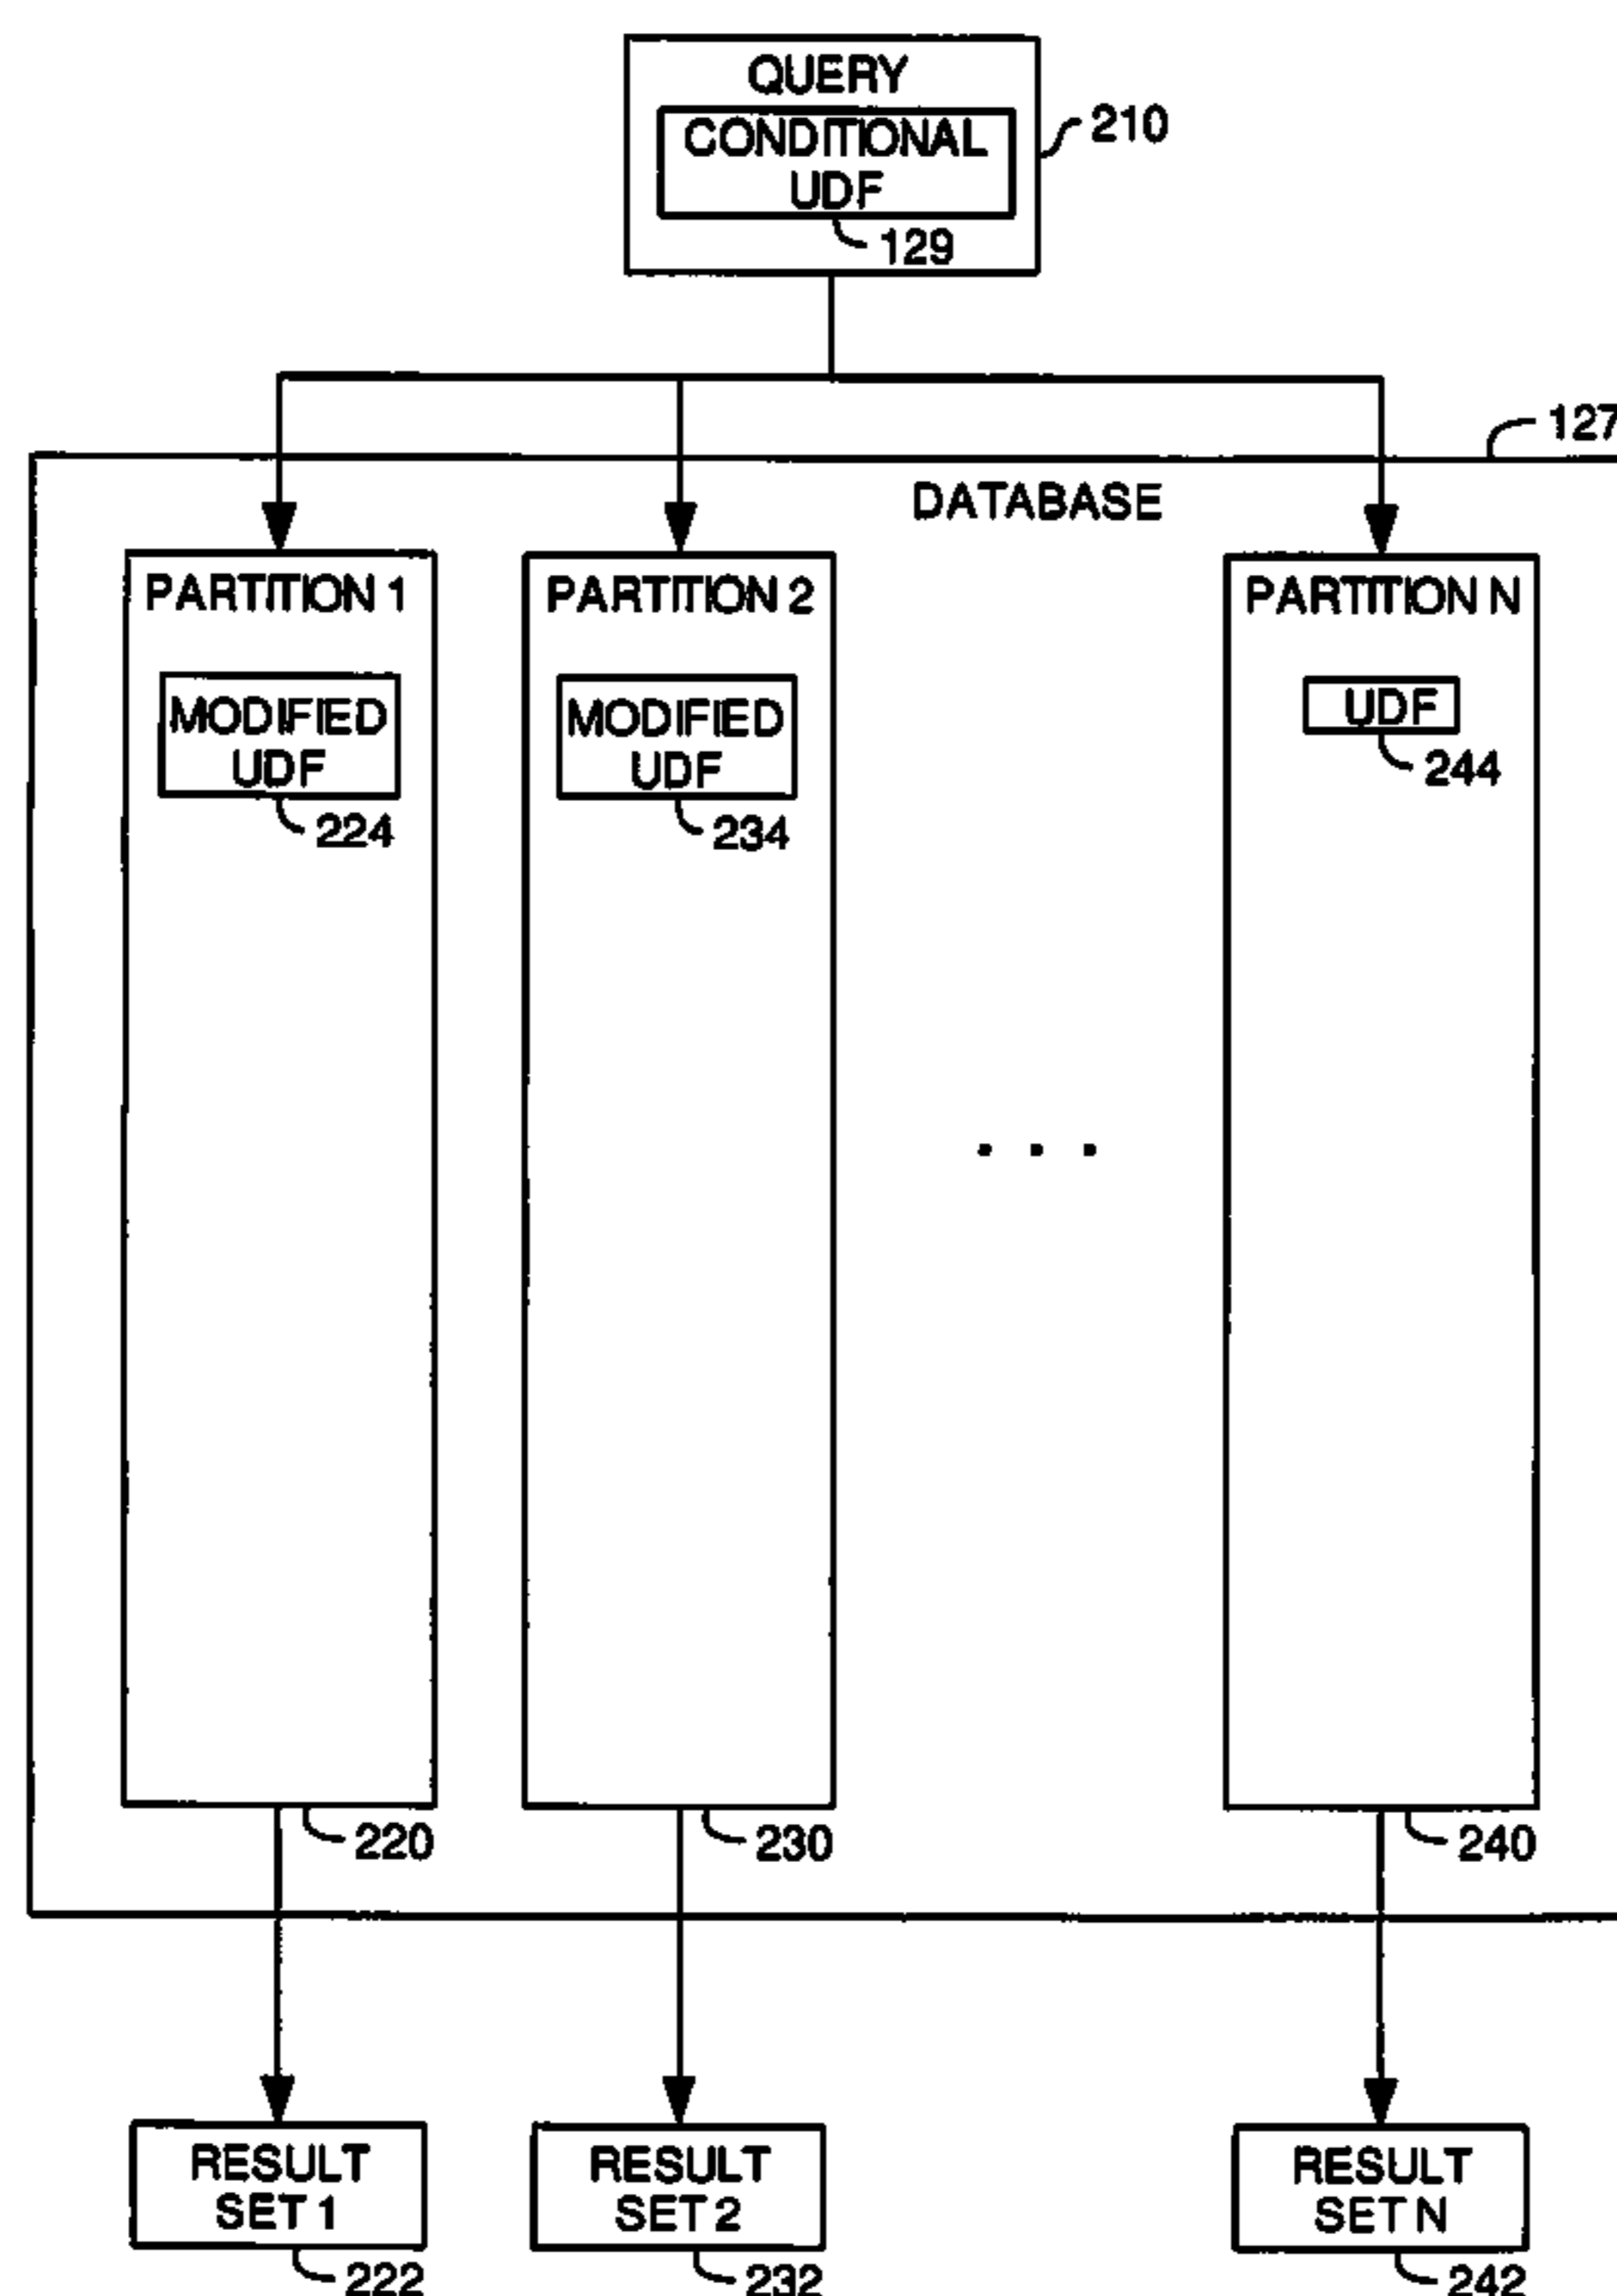 QUERY
CONDITIONAL
UDF
210
129
127
DATABASE
PARTITION 1
PARTITION 2
PARTITION N
MODIFIED
UDF
MODIFIED
UDF
UDF
224
234
244
. . .
220
230
240
RESULT
SET 1
RESULT
SET 2
RESULT
SET N
222
232
242